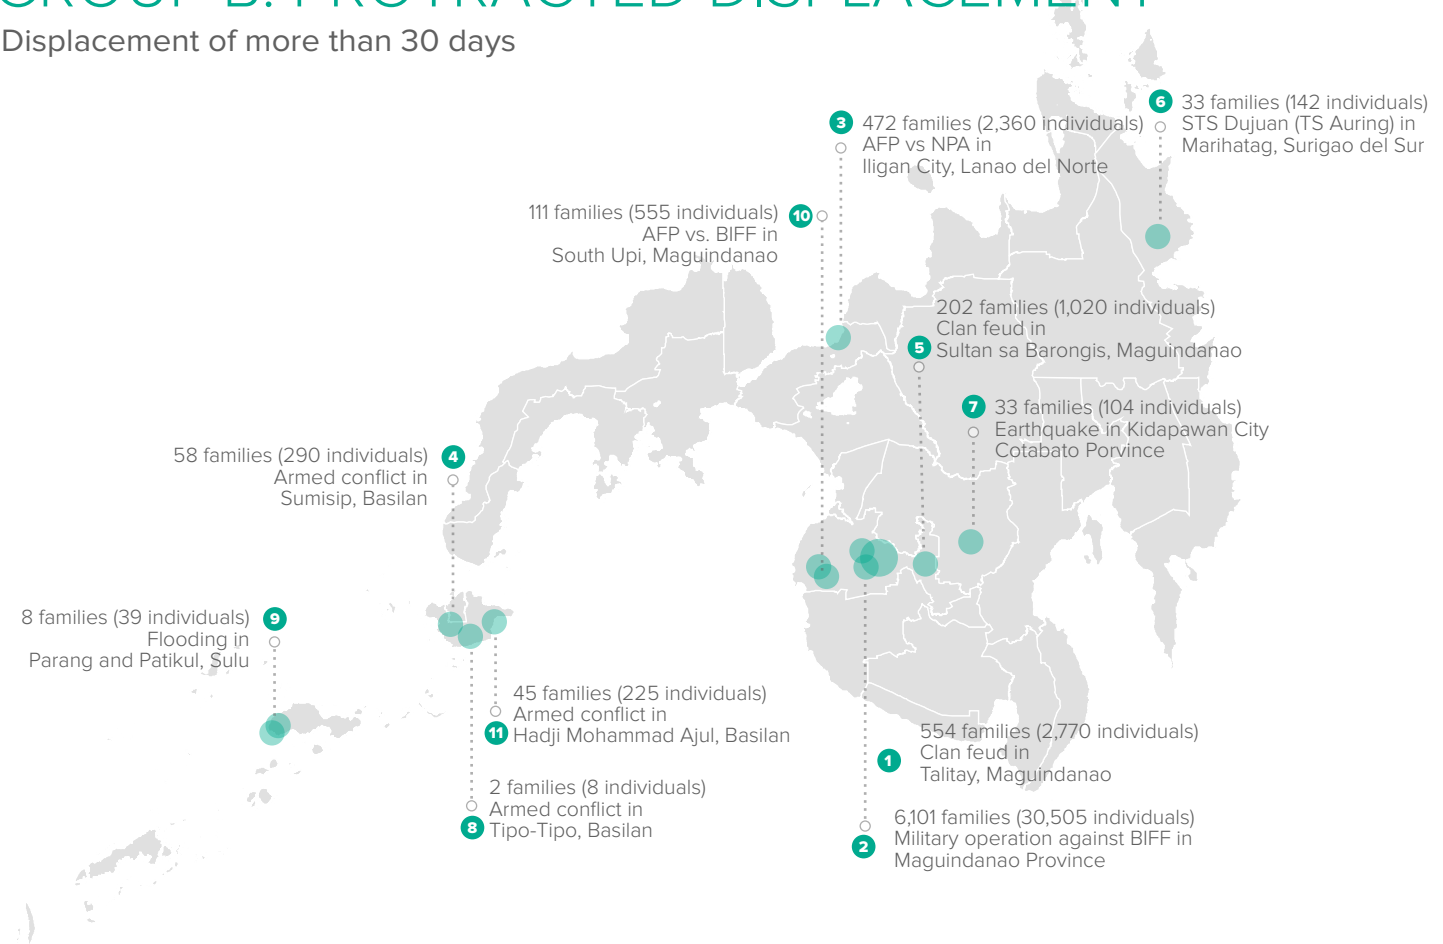 GROUP B: PROTRACTED DISPLACEMENT
Displacement of more than 30 days
6
33 families (142 individuals)
STS Dujuan (TS Auring) in
Marihatag, Surigao del Sur
3
472 families (2,360 individuals)
AFP vs NPA in
Iligan City, Lanao del Norte
10
111 families (555 individuals)
AFP vs. BIFF in
South Upi, Maguindanao
5
202 families (1,020 individuals)
Clan feud in
Sultan sa Barongis, Maguindanao
7
33 families (104 individuals)
Earthquake in Kidapawan City
Cotabato Porvince
4
58 families (290 individuals)
Armed conflict in
Sumisip, Basilan
9
8 families (39 individuals)
Flooding in
Parang and Patikul, Sulu
11
45 families (225 individuals)
Armed conflict in
Hadji Mohammad Ajul, Basilan
1
554 families (2,770 individuals)
Clan feud in
Talitay, Maguindanao
8
2 families (8 individuals)
Armed conflict in
Tipo-Tipo, Basilan
2
6,101 families (30,505 individuals)
Military operation against BIFF in
Maguindanao Province